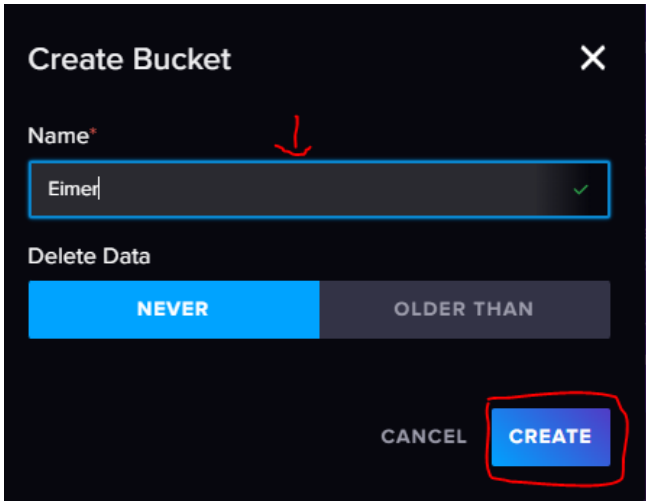 Create Bucket
Name*
Eimer
Delete Data
NEVER OLDER THAN
CANCEL CREATE